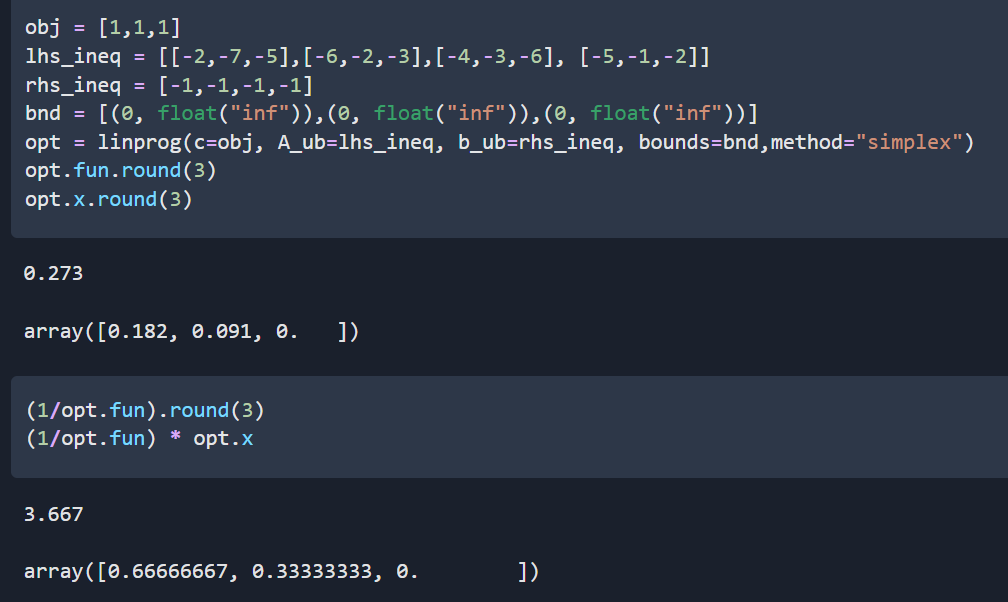 obj = [1,1,1]
lhs_ineq = [[-2,-7,-5],[-6,-2,-3],[-4,-3,-6], [-5,-1,-2]]
rhs_ineq = [-1,-1,-1,-1]
bnd = [(0, float("inf")),(0, float("inf")),(0, float("inf"))]
opt = linprog(c=obj, A_ub=lhs_ineq, b_ub=rhs_ineq, bounds=bnd,method="simplex")
opt.fun.round(3)
opt.x.round(3)
0.273
array([0.182, 0.091, 0.   ])
(1/opt.fun).round(3)
(1/opt.fun) * opt.x
3.667
array([0.66666667, 0.33333333, 0.        ])